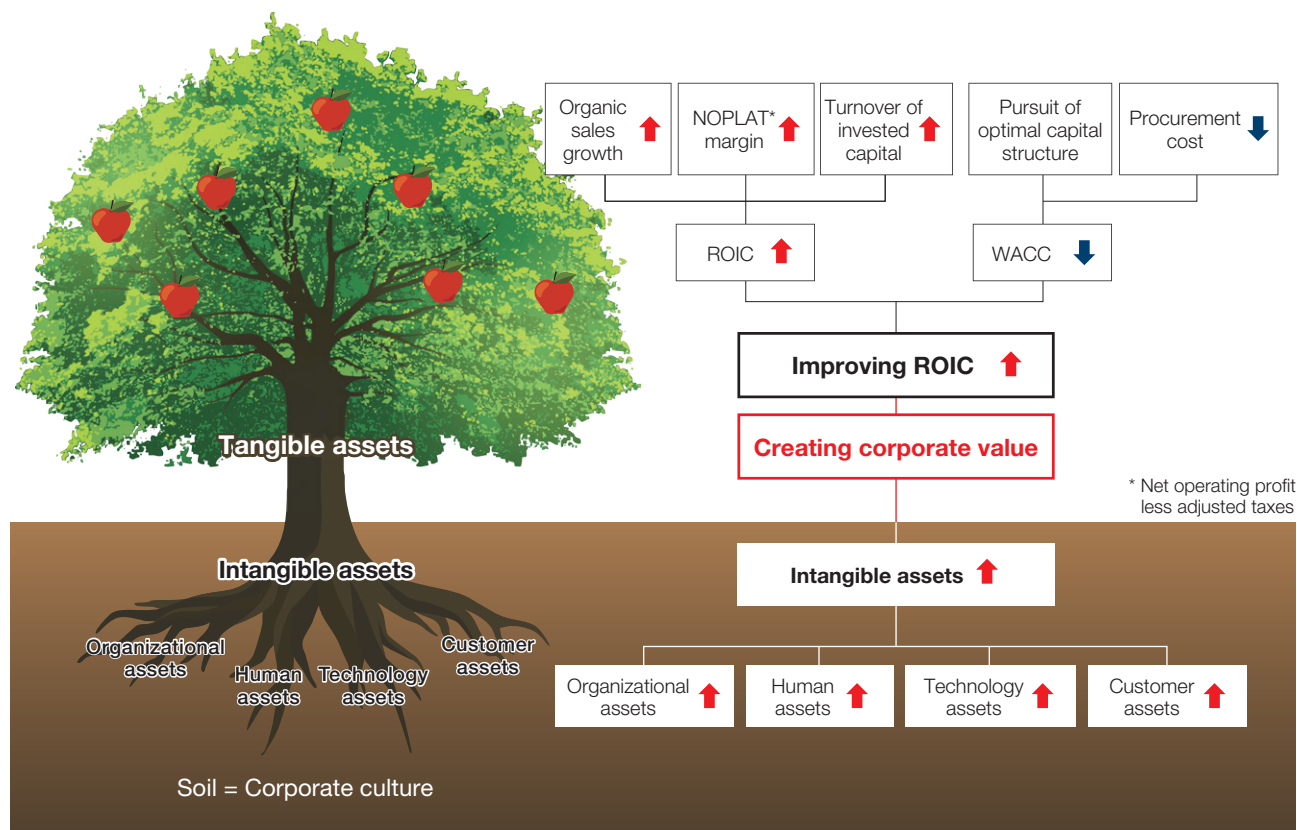 Organic
sales
growth
NOPLAT*
margin
Turnover of
invested
capital
Pursuit of
optimal capital
structure
Procurement
cost
ROIC
WACC
Improving ROIC
Creating corporate value
* Net operating profit
less adjusted taxes
Tangible assets
Intangible assets
Organizational
assets
Human
assets
Technology
assets
Customer
assets
Soil = Corporate culture
Intangible assets
Organizational
assets
Human
assets
Technology
assets
Customer
assets